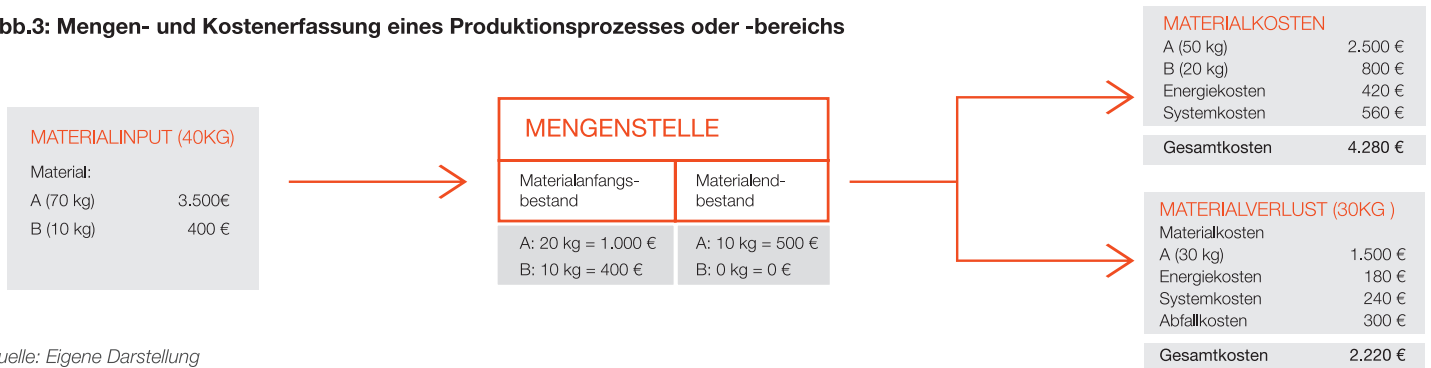 bb.3: Mengen- und Kostenerfassung eines Produktionsprozesses oder -bereichs
MATERIALINPUT (40KG)
Material:
A (70 kg) 3.500€
B (10 kg) 400 €
MENGENSTELLE
Materialanfangs-
bestand
Materialend-
bestand
A: 20 kg = 1.000 €
B: 10 kg = 400 €
A: 10 kg = 500 €
B: 0 kg = 0 €
MATERIALKOSTEN
A (50 kg) 2.500 €
B (20 kg) 800 €
Energiekosten 420 €
Systemkosten 560 €
Gesamtkosten 4.280 €
MATERIALVERLUST (30KG )
Materialkosten
A (30 kg) 1.500 €
Energiekosten 180 €
Systemkosten 240 €
Abfallkosten 300 €
Gesamtkosten 2.220 €
uelle: Eigene Darstellung